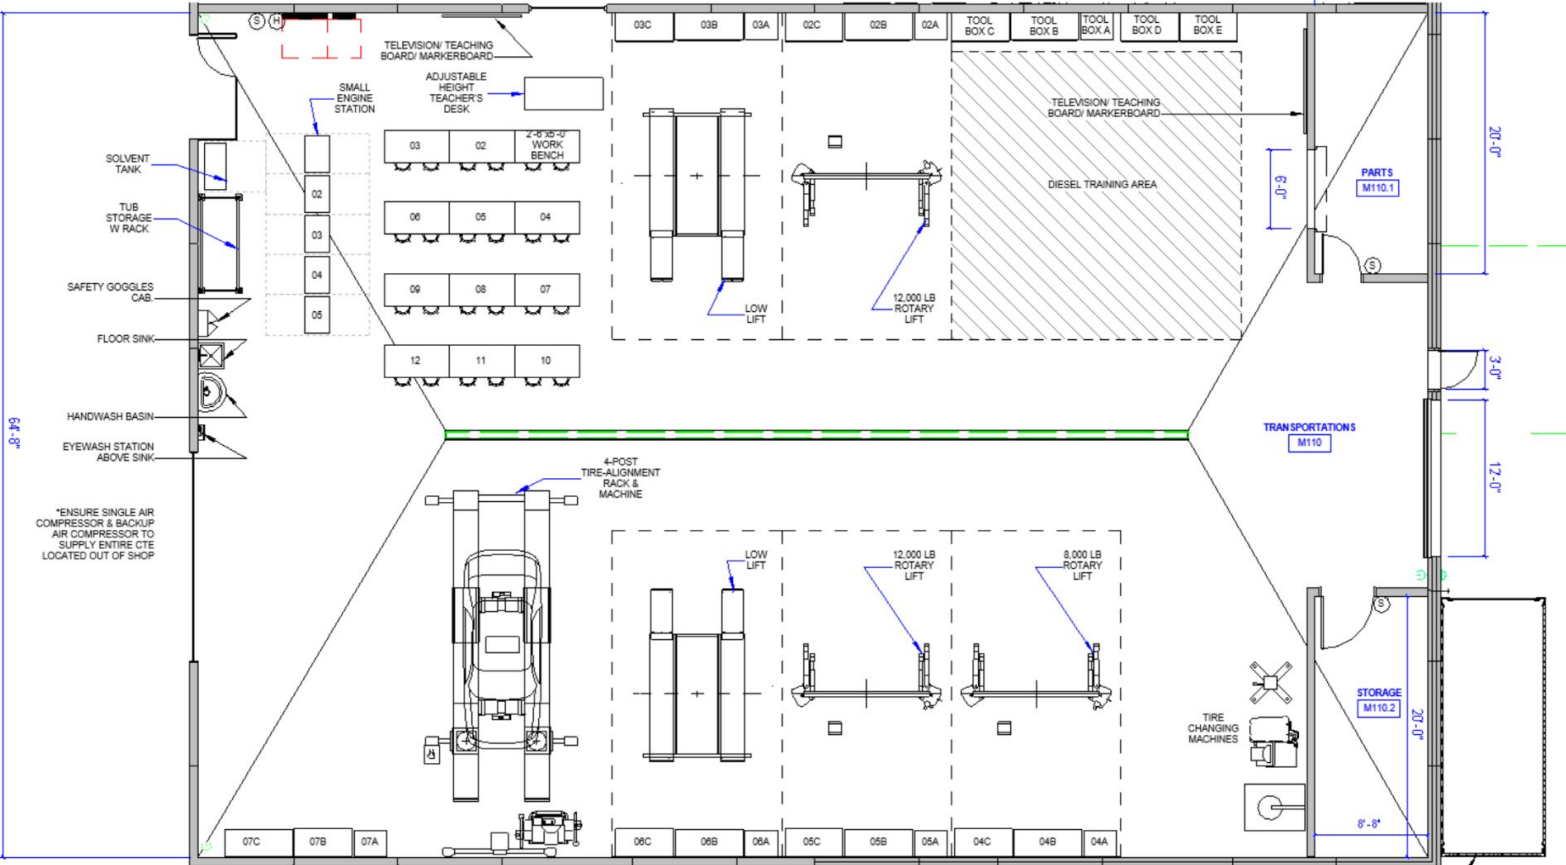 S
H
03C
03B
03A
02C
02B
02A
TOOL
BOX C
TOOL
BOX B
TOOL
BOX A
TOOL
BOX D
TOOL
BOX E
TELEVISION/ TEACHING
BOARD/ MARKERBOARD
ADJUSTABLE
HEIGHT
TEACHER'S
DESK
SMALL
ENGINE
STATION
TELEVISION/ TEACHING
BOARD/ MARKERBOARD
20'-0"
03
02
2'-6"x5'-0"
WORK
BENCH
SOLVENT
TANK
PARTS
M110.1
6'-0"
DIESEL TRAINING AREA
02
TUB
STORAGE
W RACK
06
05
04
03
S
04
SAFETY GOGGLES
CAB.
09
08
07
LOW
LIFT
12,000 LB
ROTARY
LIFT
05
FLOOR SINK
12
11
10
3'-0"
HANDWASH BASIN
64'-8"
TRANSPORTATIONS
M110
EYEWASH STATION
ABOVE SINK
4-POST
TIRE-ALIGNMENT
RACK &
MACHINE
12'-0"
*ENSURE SINGLE AIR
COMPRESSOR & BACKUP
AIR COMPRESSOR TO
SUPPLY ENTIRE CTE
LOCATED OUT OF SHOP
LOW
LIFT
12,000 LB
ROTARY
LIFT
8,000 LB
ROTARY
LIFT
S
STORAGE
M110.2
20'-0"
TIRE
CHANGING
MACHINES
8'-8"
07C
07B
07A
06C
06B
06A
05C
05B
05A
04C
04B
04A